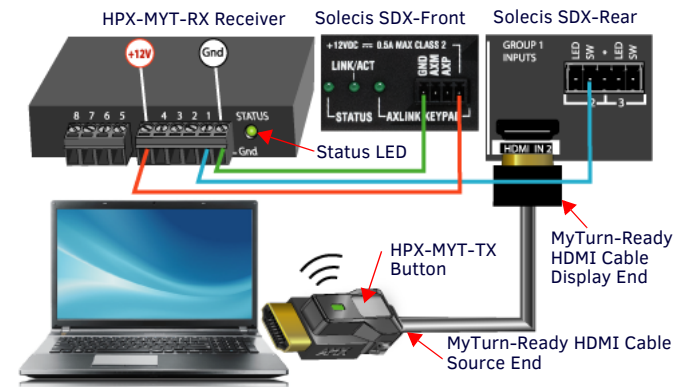 HPX-MYT-RX Receiver
Solecis SDX-Front
Solecis SDX-Rear
+12V
Gnd
8 7 6 5
4 3 2 1
STATUS
Gnd
+12VDC ⎓ 0.5A MAX CLASS 2
LINK/ACT
GND
AXM
AXP
STATUS
AXLINK KEYPAD
GROUP 1
INPUTS
LED
SW
LED
SW
2
3
HDMI IN 2
Status LED
HPX-MYT-TX
Button
MyTurn-Ready
HDMI Cable
Display End
AMX
MyTurn-Ready HDMI Cable
Source End